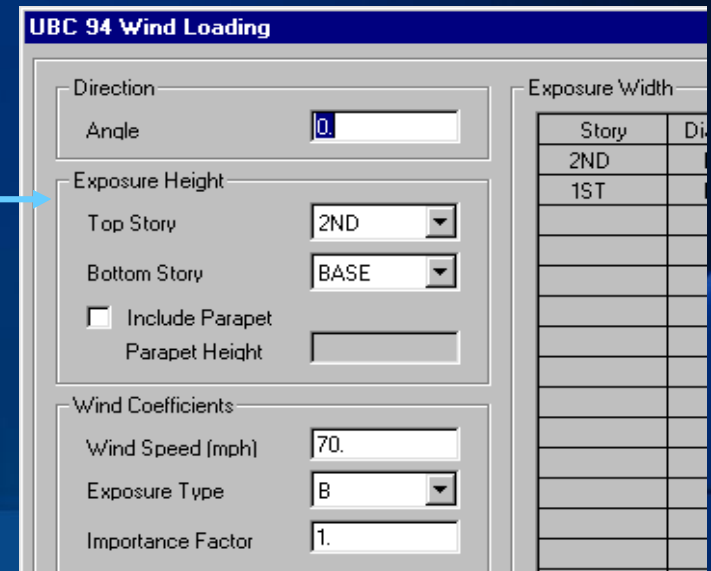 UBC 94 Wind Loading
Direction
Angle
0.
Exposure Height
Top Story
2ND
Bottom Story
BASE
Include Parapet
Parapet Height
Wind Coefficients
Wind Speed (mph)
70.
Exposure Type
B
Importance Factor
1.
Exposure Width
Story
2ND
1ST